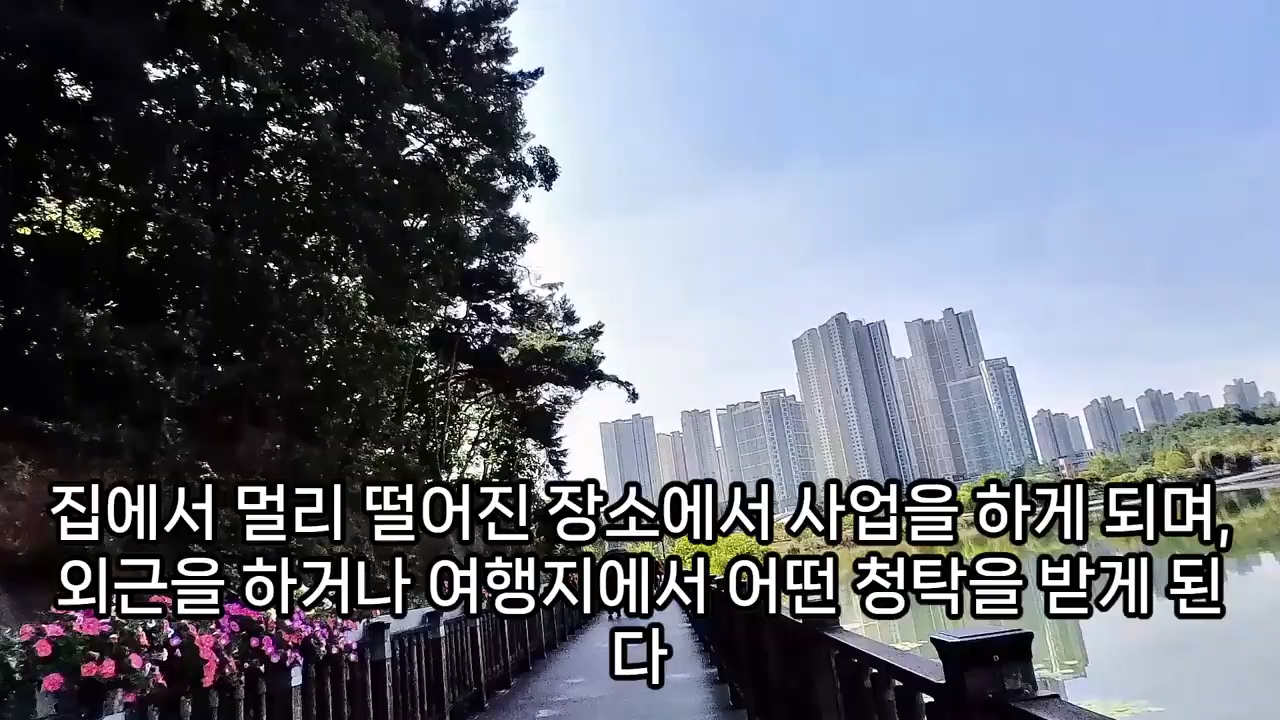 집에서 멀리 떨어진 장소에서 사업을 하게 되며,
외근을 하거나 여행지에서 어떤 청탁을 받게 된
다